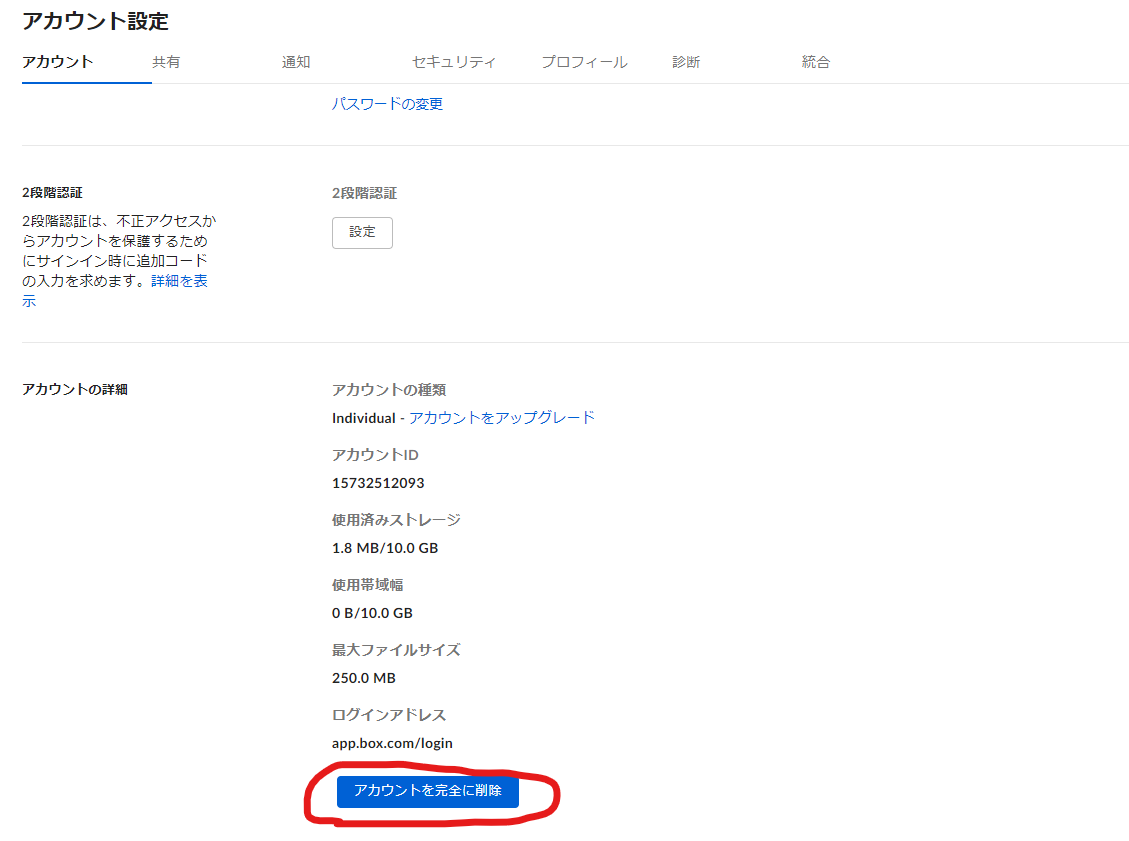 アカウント設定
アカウント 共有 通知 セキュリティ プロフィール 診断 統合
パスワードの変更
2段階認証
2段階認証は、不正アクセスか
らアカウントを保護するため
にサインイン時に追加コード
の入力を求めます。詳細を表
示
2段階認証
設定
アカウントの詳細
アカウントの種類
Individual - アカウントをアップグレード
アカウントID
15732512093
使用済みストレージ
1.8 MB/10.0 GB
使用帯域幅
0 B/10.0 GB
最大ファイルサイズ
250.0 MB
ログインアドレス
app.box.com/login
アカウントを完全に削除